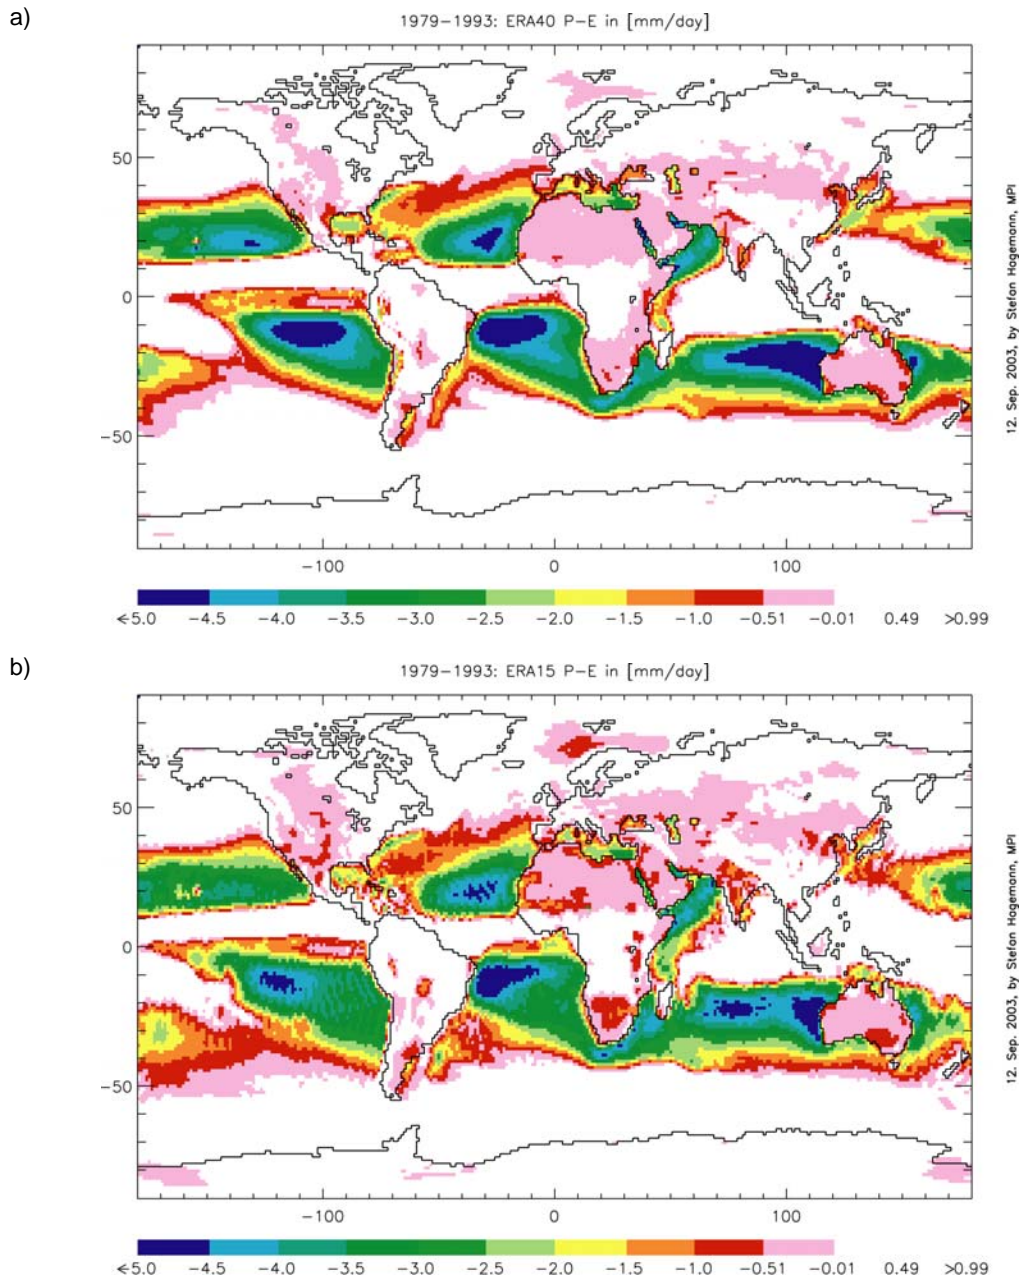 a)
1979-1993: ERA40 P-E in [mm/day]
50
0
-50
-100 0 100
<-5.0 -4.5 -4.0 -3.5 -3.0 -2.5 -2.0 -1.5 -1.0 -0.51 -0.01 0.49 >0.99
12. Sep. 2003, by Stefan Hagemann, MPI
b)
1979-1993: ERA15 P-E in [mm/day]
50
0
-50
-100 0 100
<-5.0 -4.5 -4.0 -3.5 -3.0 -2.5 -2.0 -1.5 -1.0 -0.51 -0.01 0.49 >0.99
12. Sep. 2003, by Stefan Hagemann, MPI